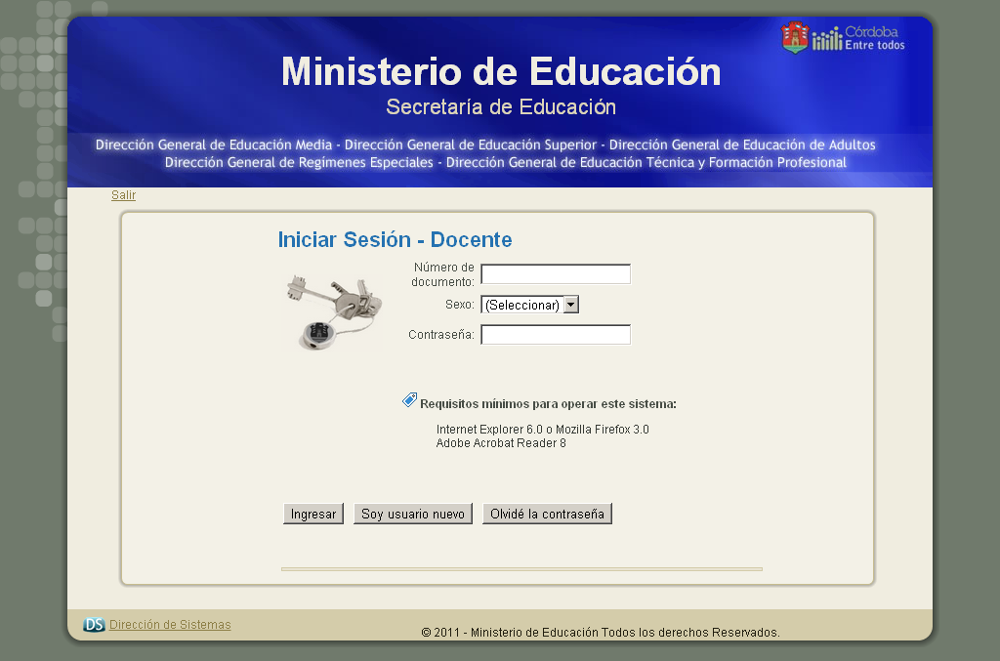 Córdoba
Entre todos
Ministerio de Educación
Secretaría de Educación
Dirección General de Educación Media - Dirección General de Educación Superior - Dirección General de Educación de Adultos
Dirección General de Regímenes Especiales - Dirección General de Educación Técnica y Formación Profesional
Salir
Iniciar Sesión - Docente
Número de
documento:
Sexo: (Seleccionar)
Contraseña:
Requisitos mínimos para operar este sistema:
Internet Explorer 6.0 o Mozilla Firefox 3.0
Adobe Acrobat Reader 8
Ingresar Soy usuario nuevo Olvidé la contraseña
DS Dirección de Sistemas
© 2011 - Ministerio de Educación Todos los derechos Reservados.